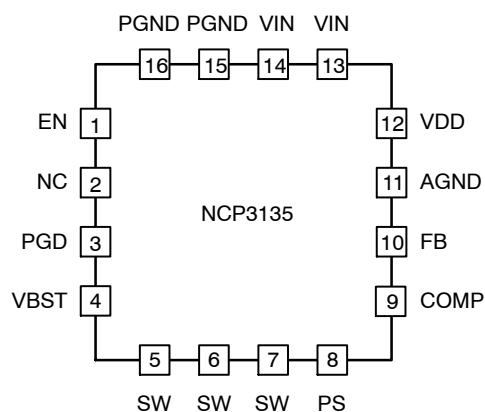 PGND PGND VIN VIN
16 15 14 13
EN 1 12 VDD
NC 2 11 AGND
NCP3135
PGD 3 10 FB
VBST 4 9 COMP
5 6 7 8
SW SW SW PS